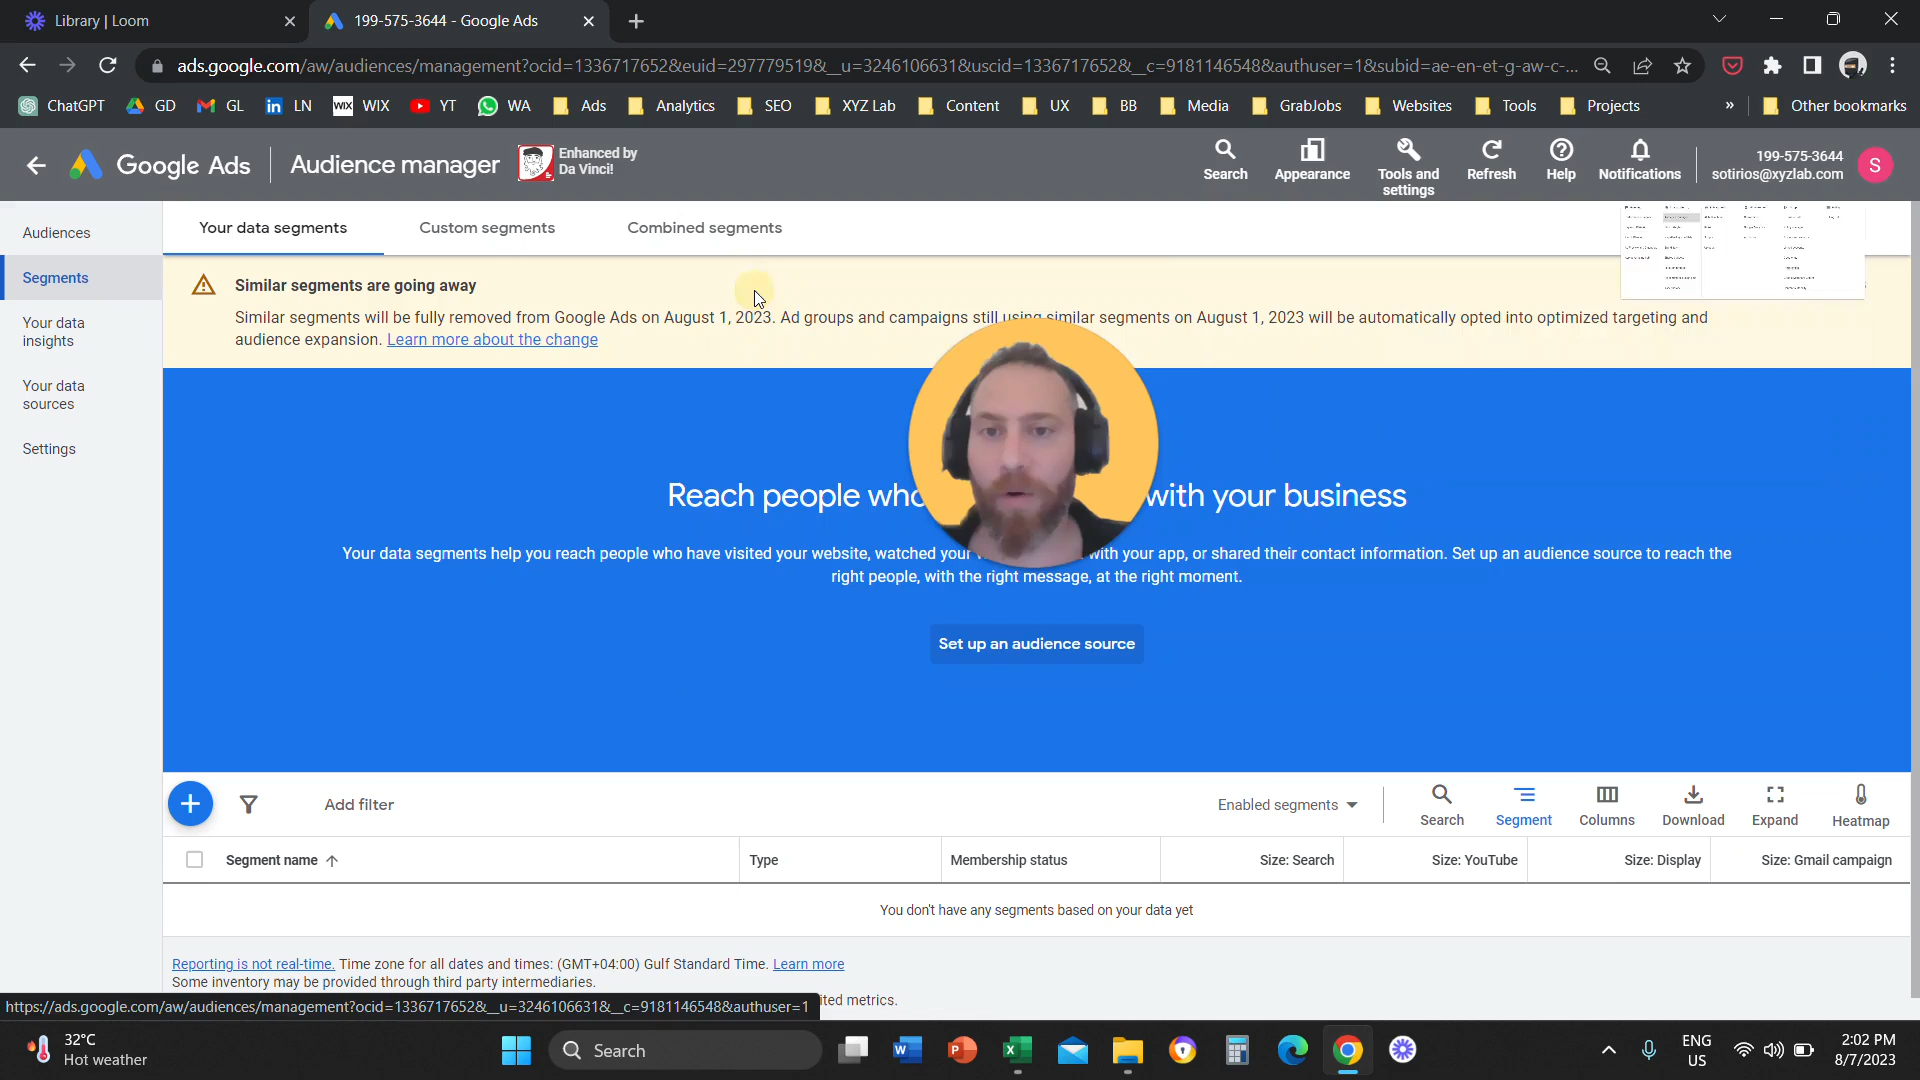 Library | Loom
199-575-3644 - Google Ads
ads.google.com/aw/audiences/management?ocid=1336717652&euid=297779519&__u=3246106631&uscid=1336717652&__c=9181146548&authuser=1&subid=ae-en-et-g-aw-c-...
ChatGPT GD GL LN WIX WIX YT WA Ads Analytics SEO XYZ Lab Content UX BB Media GrabJobs Websites Tools Projects » Other bookmarks
Google Ads Audience manager
Enhanced by
Da Vinci!
Search Appearance Tools and settings Refresh Help Notifications
199-575-3644
sotirios@xyzlab.com
S
Audiences
Segments
Your data
insights
Your data
sources
Settings
Your data segments Custom segments Combined segments
Similar segments are going away
Similar segments will be fully removed from Google Ads on August 1, 2023. Ad groups and campaigns still using similar segments on August 1, 2023 will be automatically opted into optimized targeting and
audience expansion. Learn more about the change
Reach people who with your business
Your data segments help you reach people who have visited your website, watched your with your app, or shared their contact information. Set up an audience source to reach the
right people, with the right message, at the right moment.
Set up an audience source
Add filter
Enabled segments
Search Segment Columns Download Expand Heatmap
Segment name Type Membership status Size: Search Size: YouTube Size: Display Size: Gmail campaign
You don't have any segments based on your data yet
Reporting is not real-time. Time zone for all dates and times: (GMT+04:00) Gulf Standard Time. Learn more
Some inventory may be provided through third party intermediaries.
ited metrics.
https://ads.google.com/aw/audiences/management?ocid=1336717652&__u=3246106631&__c=9181146548&authuser=1
32°C
Hot weather
Search
ENG
US
2:02 PM
8/7/2023